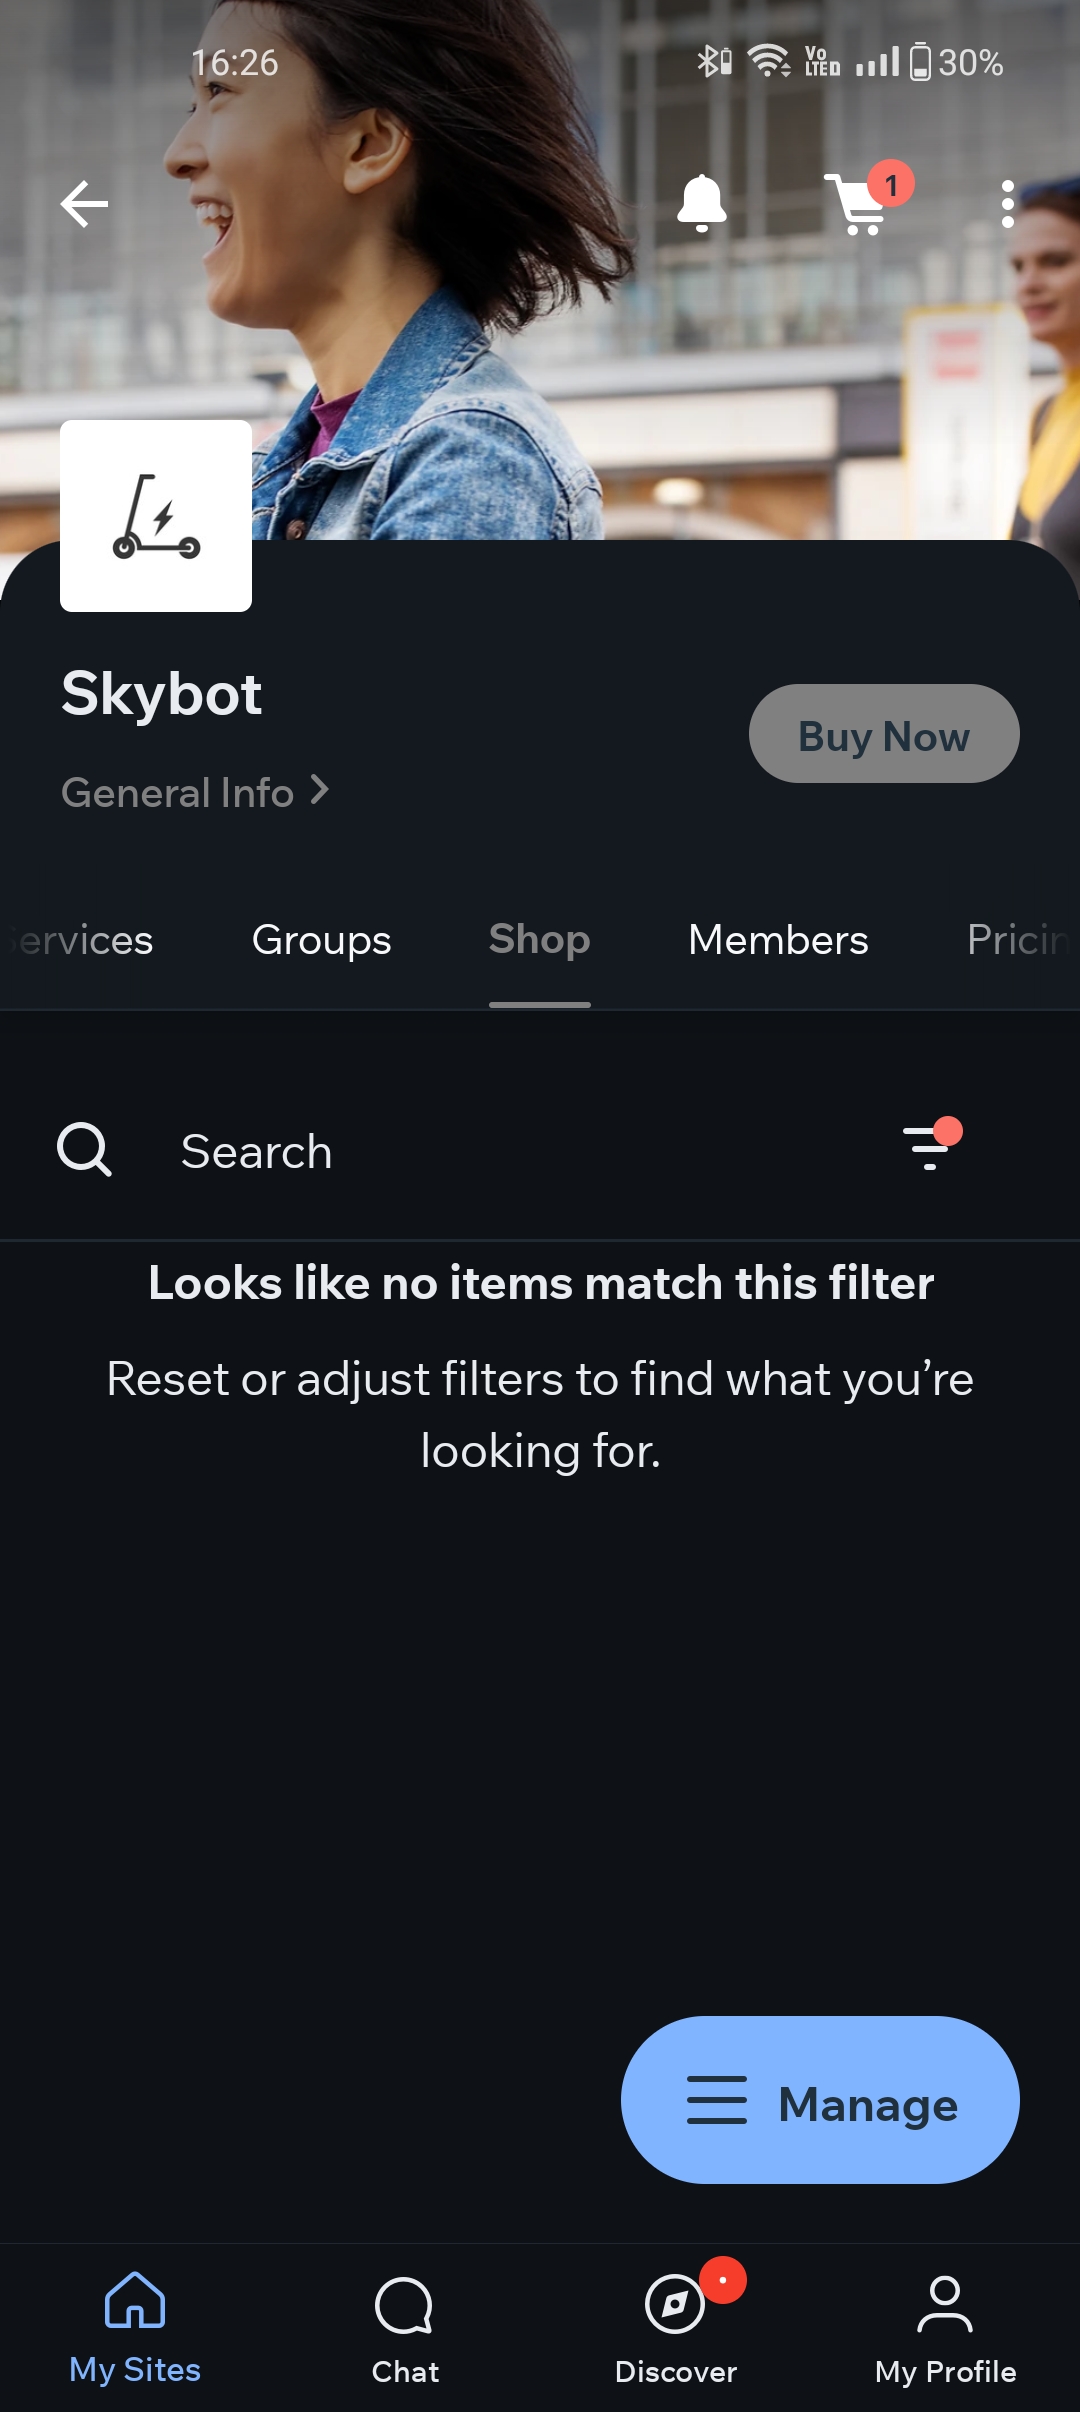 16:26
Vo
LTED
30%
1
Skybot
Buy Now
General Info
Services
Groups
Shop
Members
Pricin
Search
Looks like no items match this filter
Reset or adjust filters to find what you’re
looking for.
Manage
My Sites
Chat
Discover
My Profile